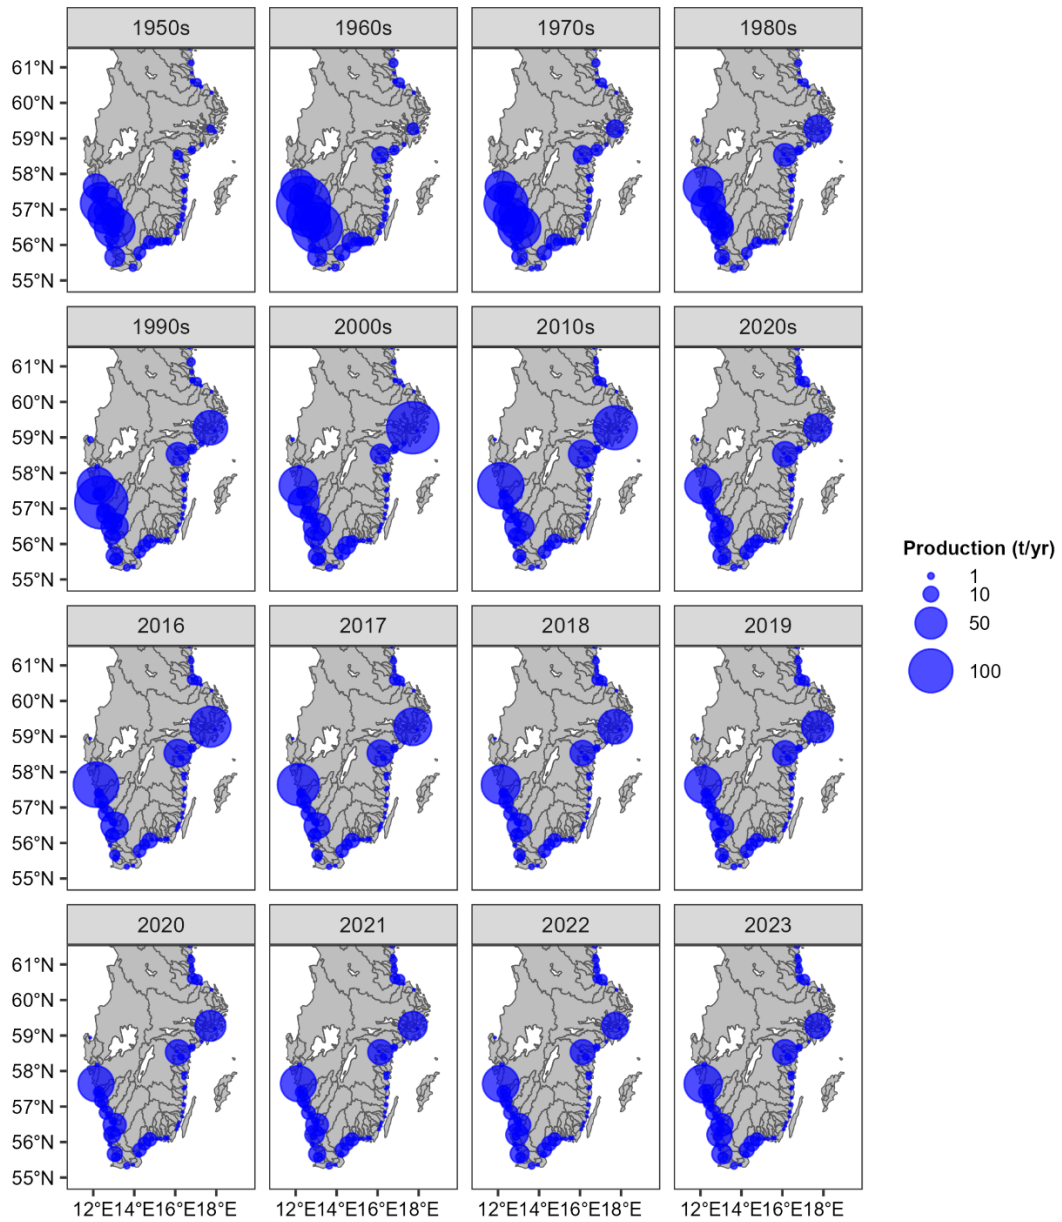 1950s 1960s 1970s 1980s
61°N
60°N
59°N
58°N
57°N
56°N
55°N
1990s 2000s 2010s 2020s
61°N
60°N
59°N
58°N
57°N
56°N
55°N
Production (t/yr)
1
10
50
100
2016 2017 2018 2019
61°N
60°N
59°N
58°N
57°N
56°N
55°N
2020 2021 2022 2023
61°N
60°N
59°N
58°N
57°N
56°N
55°N
12°E14°E16°E18°E 12°E14°E16°E18°E 12°E14°E16°E18°E 12°E14°E16°E18°E